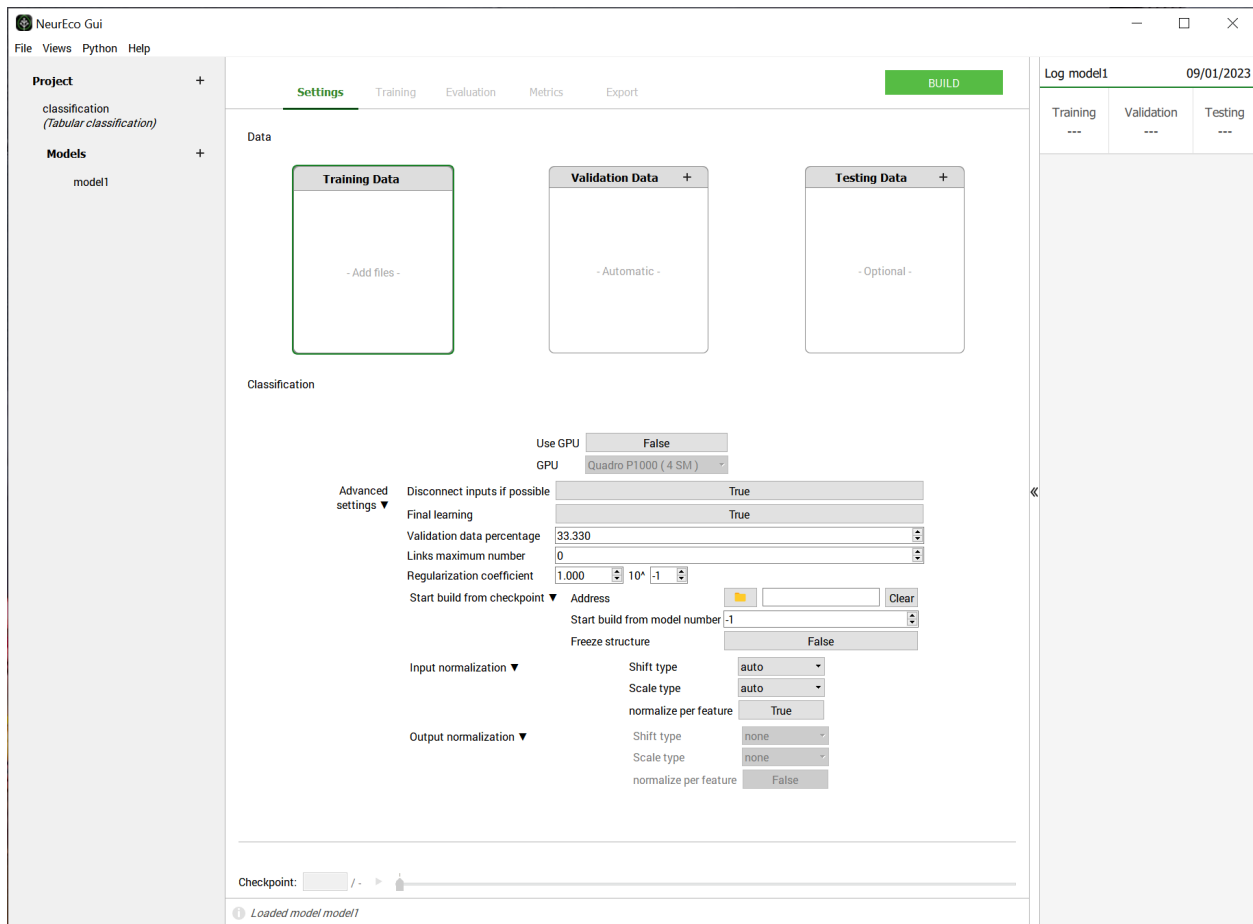 NeurEco Gui
File Views Python Help
Project +
classification
(Tabular classification)
Models +
model1
Settings Training Evaluation Metrics Export
BUILD
Data
Training Data
- Add files -
Validation Data +
- Automatic -
Testing Data +
- Optional -
Classification
Use GPU False
GPU Quadro P1000 ( 4 SM )
Advanced
settings ▼
Disconnect inputs if possible True
Final learning True
Validation data percentage 33.330
Links maximum number 0
Regularization coefficient 1.000 10^ -1
Start build from checkpoint ▼ Address Clear
Start build from model number -1
Freeze structure False
Input normalization ▼ Shift type auto
Scale type auto
normalize per feature True
Output normalization ▼ Shift type none
Scale type none
normalize per feature False
Checkpoint: / -
Loaded model model1
Log model1 09/01/2023
Training Validation Testing
--- --- ---